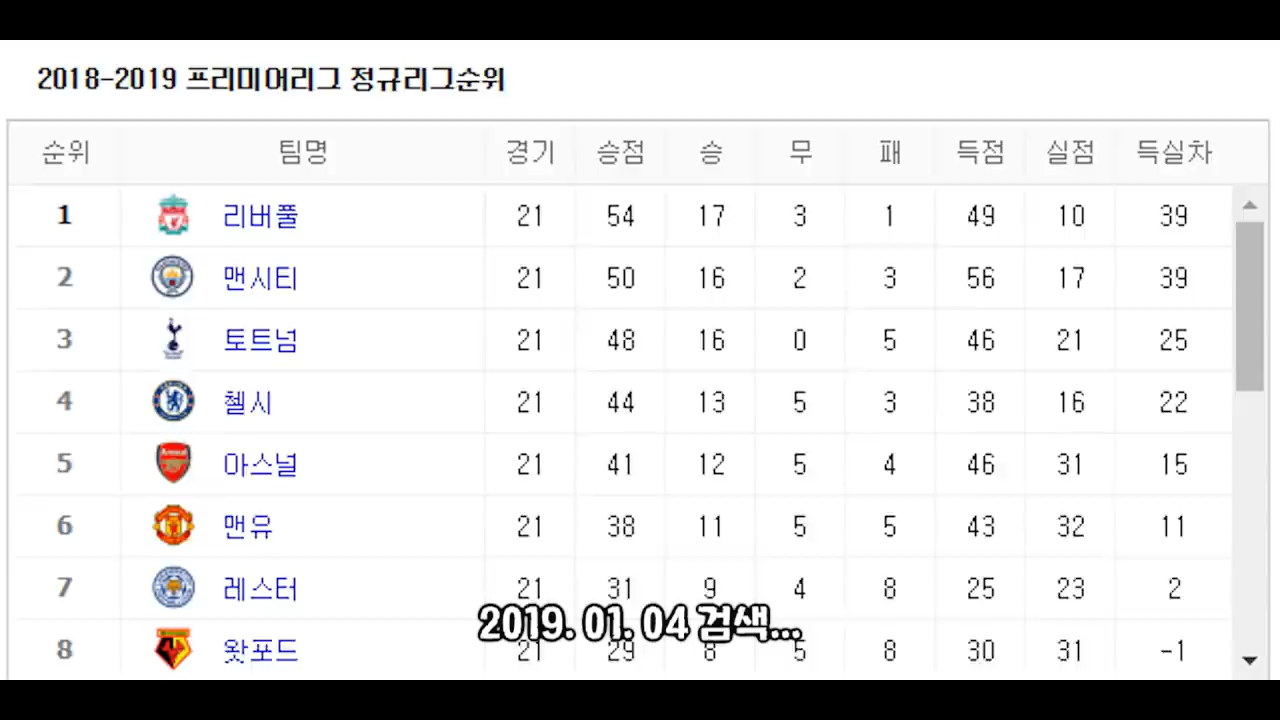 2018-2019 프리미어리그 정규리그순위
순위 팀명 경기 승점 승 무 패 득점 실점 득실차
1 리버풀 21 54 17 3 1 49 10 39
2 맨시티 21 50 16 2 3 56 17 39
3 토트넘 21 48 16 0 5 46 21 25
4 첼시 21 44 13 5 3 38 16 22
5 아스널 21 41 12 5 4 46 31 15
6 맨유 21 38 11 5 5 43 32 11
7 레스터 21 31 9 4 8 25 23 2
2019. 01. 04 검색...
8 왓포드 21 29 8 5 8 30 31 -1